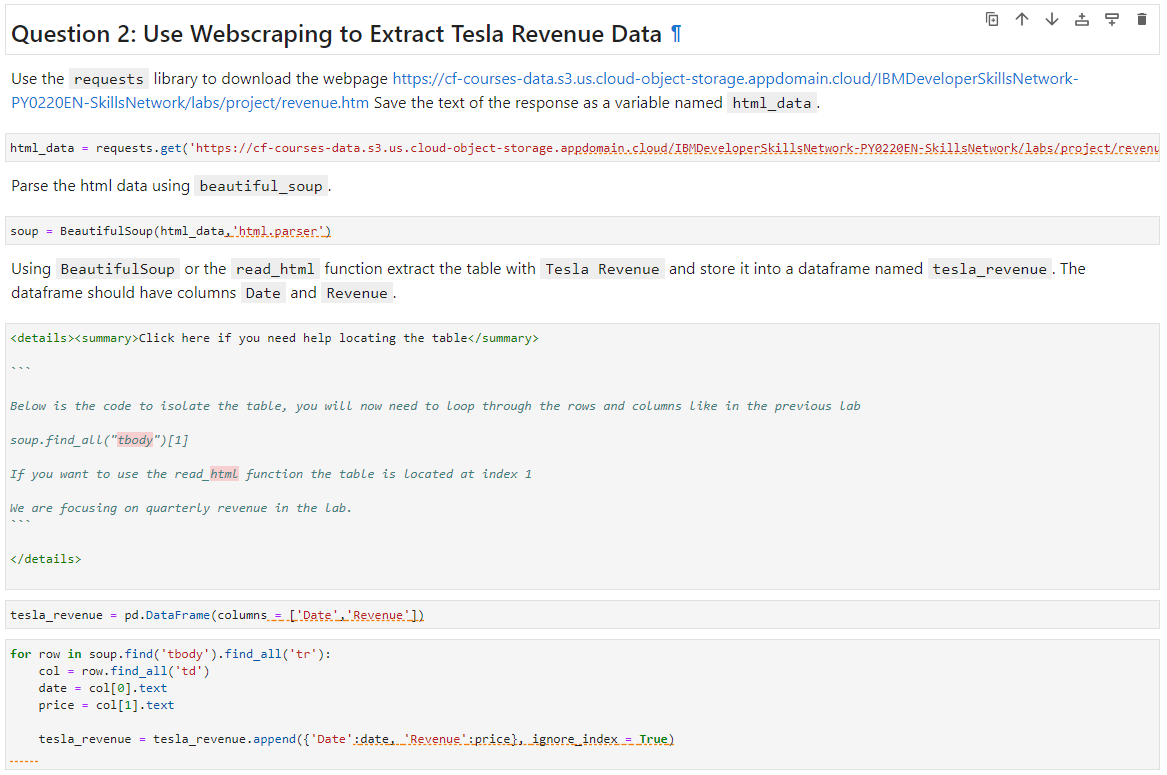 Question 2: Use Webscraping to Extract Tesla Revenue Data ¶
Use the requests library to download the webpage https://cf-courses-data.s3.us.cloud-object-storage.appdomain.cloud/IBMDeveloperSkillsNetwork-
PY0220EN-SkillsNetwork/labs/project/revenue.htm Save the text of the response as a variable named html_data.
html_data = requests.get('https://cf-courses-data.s3.us.cloud-object-storage.appdomain.cloud/IBMDeveloperSkillsNetwork-PY0220EN-SkillsNetwork/labs/project/revenu
Parse the html data using beautiful_soup.
soup = BeautifulSoup(html_data,'html.parser')
Using BeautifulSoup or the read_html function extract the table with Tesla Revenue and store it into a dataframe named tesla_revenue. The
dataframe should have columns Date and Revenue.
<details><summary>Click here if you need help locating the table</summary>
```
Below is the code to isolate the table, you will now need to loop through the rows and columns like in the previous lab
soup.find_all("tbody")[1]
If you want to use the read_html function the table is located at index 1
We are focusing on quarterly revenue in the lab.
```
</details>
tesla_revenue = pd.DataFrame(columns = ['Date','Revenue'])
for row in soup.find('tbody').find_all('tr'):
    col = row.find_all('td')
    date = col[0].text
    price = col[1].text
    tesla_revenue = tesla_revenue.append({'Date':date, 'Revenue':price}, ignore_index = True)